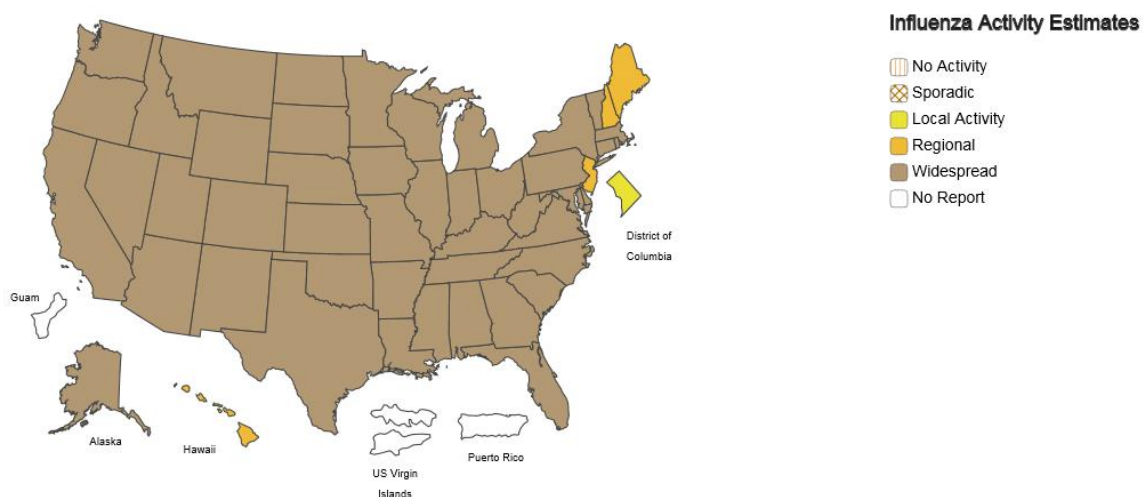 Influenza Activity Estimates
No Activity
Sporadic
Local Activity
Regional
Widespread
No Report
District of
Columbia
Guam
Alaska
Hawaii
US Virgin
Islands
Puerto Rico